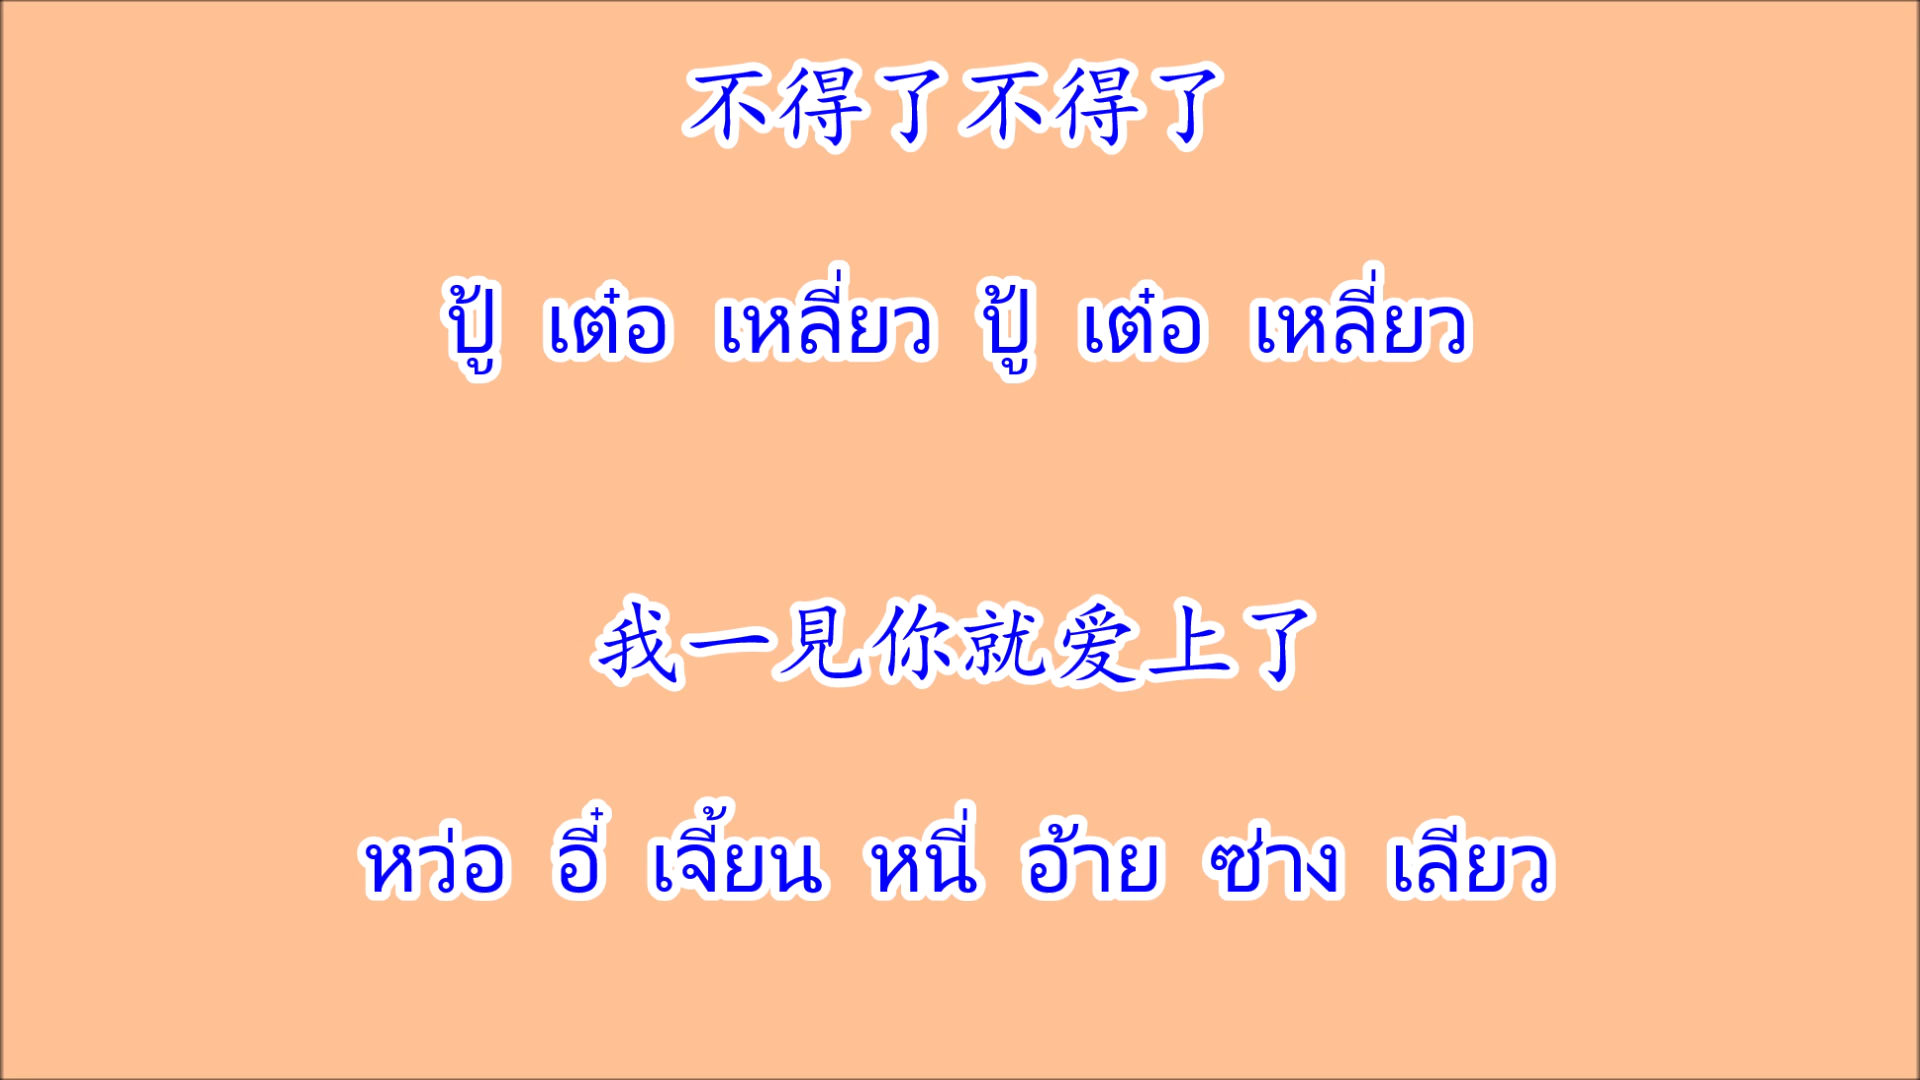 不得了不得了
ปู้ เต๋อ เหลี่ยว ปู้ เต๋อ เหลี่ยว
我一見你就爱上了
หว่อ อี๋ เจี้ยน หนี่ อ้าย ซ่าง เลียว